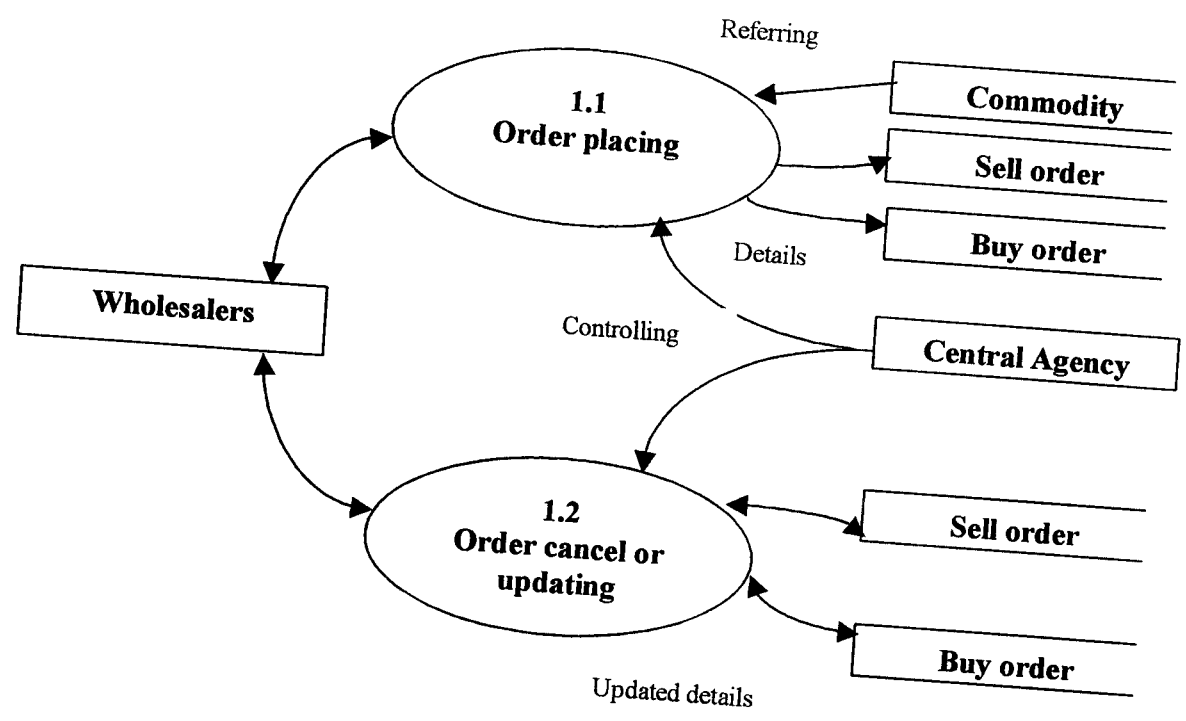 Referring
1.1
Order placing
Commodity
Sell order
Buy order
Details
Wholesalers
Controlling
Central Agency
1.2
Order cancel or
updating
Sell order
Buy order
Updated details